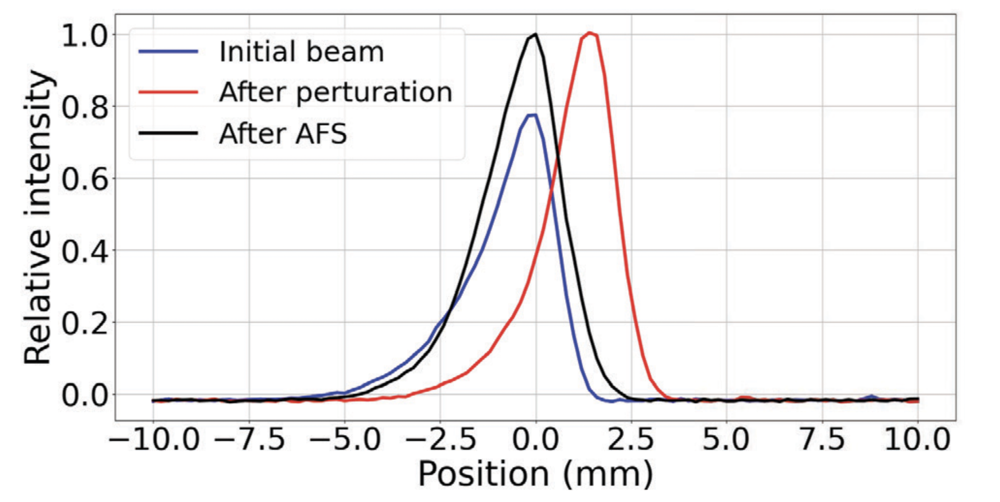 Relative intensity
1.0
0.8
0.6
0.4
0.2
0.0
Initial beam
After perturation
After AFS
−10.0 −7.5 −5.0 −2.5 0.0 2.5 5.0 7.5 10.0
Position (mm)